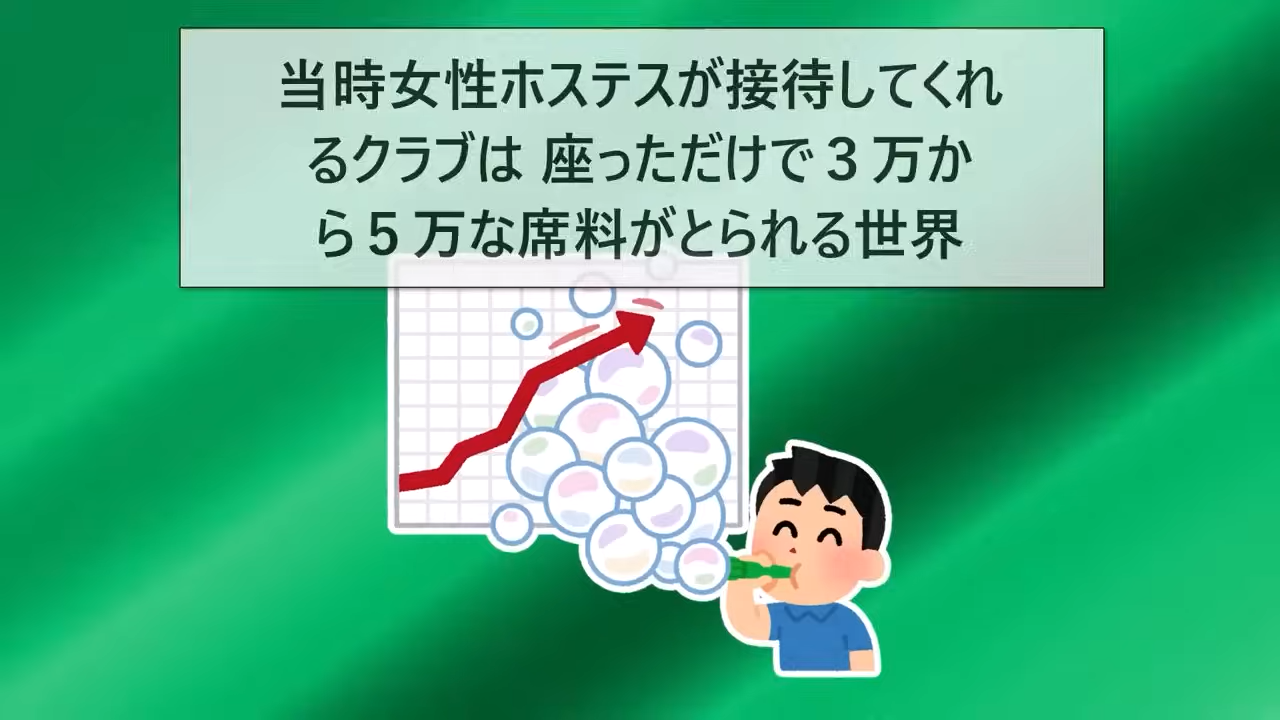 当時女性ホステスが接待してくれ
るクラブは 座っただけで３万か
ら５万な席料がとられる世界